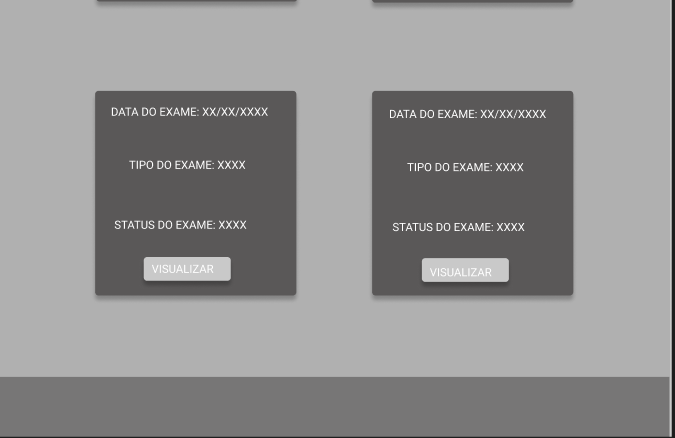 DATA DO EXAME: XX/XX/XXXX
TIPO DO EXAME: XXXX
STATUS DO EXAME: XXXX
VISUALIZAR
DATA DO EXAME: XX/XX/XXXX
TIPO DO EXAME: XXXX
STATUS DO EXAME: XXXX
VISUALIZAR